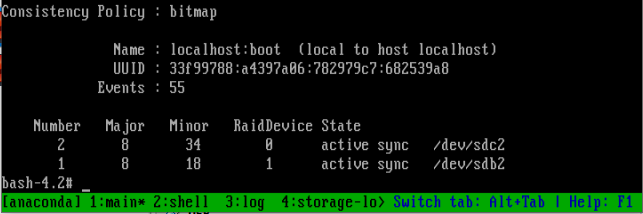 Consistency Policy : bitmap
Name : localhost:boot (local to host localhost)
UUID : 33f99788:a4397a06:782979c7:682539a8
Events : 55
Number Major Minor RaidDevice State
2 8 34 0 active sync /dev/sdc2
1 8 18 1 active sync /dev/sdb2
bash-4.2# _
[anaconda] 1:main* 2:shell 3:log 4:storage-lo> Switch tab: Alt+Tab | Help: F1